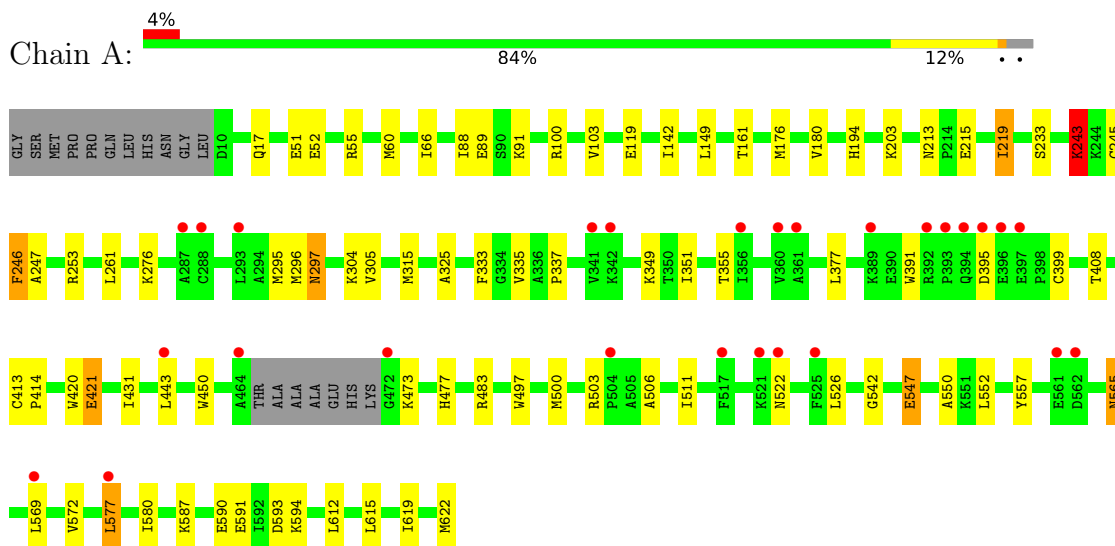 4%
Chain A:
84% 12% • •
GLY SER MET PRO PRO GLN LEU HIS ASN GLY LEU D10 Q17 E51 E52 R55 M60 I66 I88 E89 S90 K91 R100 V103 E119 I142 L149 T161 M176 V180 H194 K203 N213 P214 E215 I219 S233 K243 K244
F246 A247 R253 L261 K276 A287 C288 L293 A294 M295 M296 N297 K304 V305 M315 A325 F333 G334 V335 A336 P337 V341 K342 K349 T350 I351 T355 I356 V360 A361 L377 K389 E390 W391 R392 P393 Q394 D395 E396 E397 P398 C399 T408
C413 P414 W420 E421 I431 L443 W450 A464 THR ALA ALA ALA GLU HIS LYS G472 K473 H477 R483 W497 M500 R503 P504 A505 A506 I511 F517 K521 N522 F525 L526 G542 E547 A550 K551 L552 Y557 E561 D562 N565
L569 V572 L577 I580 K587 E590 E591 I592 D593 K594 L612 L615 I619 M622